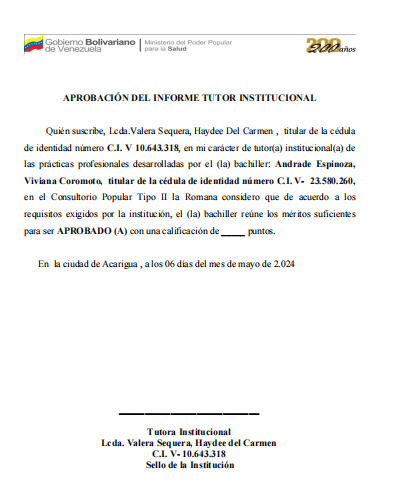 Gobierno Bolivariano de Venezuela
Ministerio del Poder Popular para la Salud
200 años
APROBACIÓN DEL INFORME TUTOR INSTITUCIONAL
Quién suscribe, Lcda.Valera Sequera, Haydee Del Carmen , titular de la cédula
de identidad número C.I. V 10.643.318, en mi carácter de tutor(a) institucional(a) de
las prácticas profesionales desarrolladas por el (la) bachiller: Andrade Espinoza,
Viviana Coromoto, titular de la cédula de identidad número C.I. V- 23.580.260,
en el Consultorio Popular Tipo II la Romana considero que de acuerdo a los
requisitos exigidos por la institución, el (la) bachiller reúne los méritos suficientes
para ser APROBADO (A) con una calificación de _____ puntos.
En la ciudad de Acarigua , a los 06 días del mes de mayo de 2.024
Tutora Institucional
Lcda. Valera Sequera, Haydee del Carmen
C.I. V- 10.643.318
Sello de la Institución